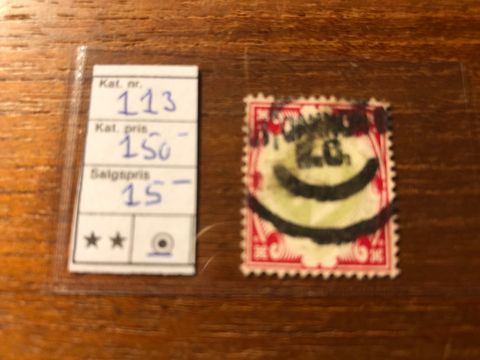 Kat. nr.
113
Kat. pris
150-
Salgspris
15-
E.C.